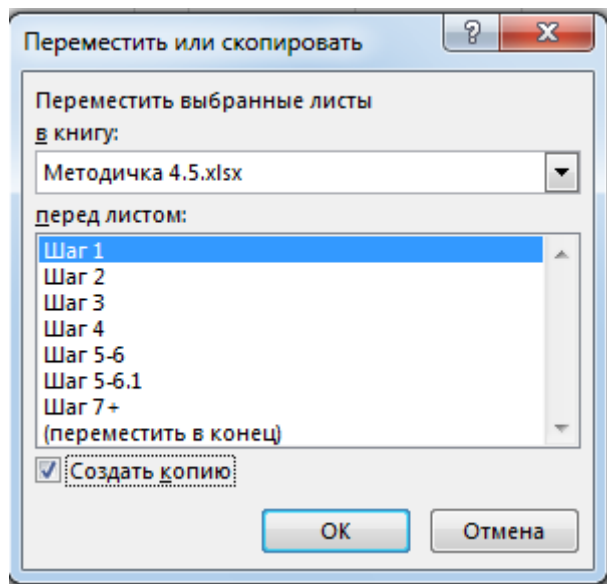 Переместить или скопировать
Переместить выбранные листы
в книгу:
Методичка 4.5.xlsx
перед листом:
Шаг 1
Шаг 2
Шаг 3
Шаг 4
Шаг 5-6
Шаг 5-6.1
Шаг 7+
(переместить в конец)
Создать копию
ОК Отмена